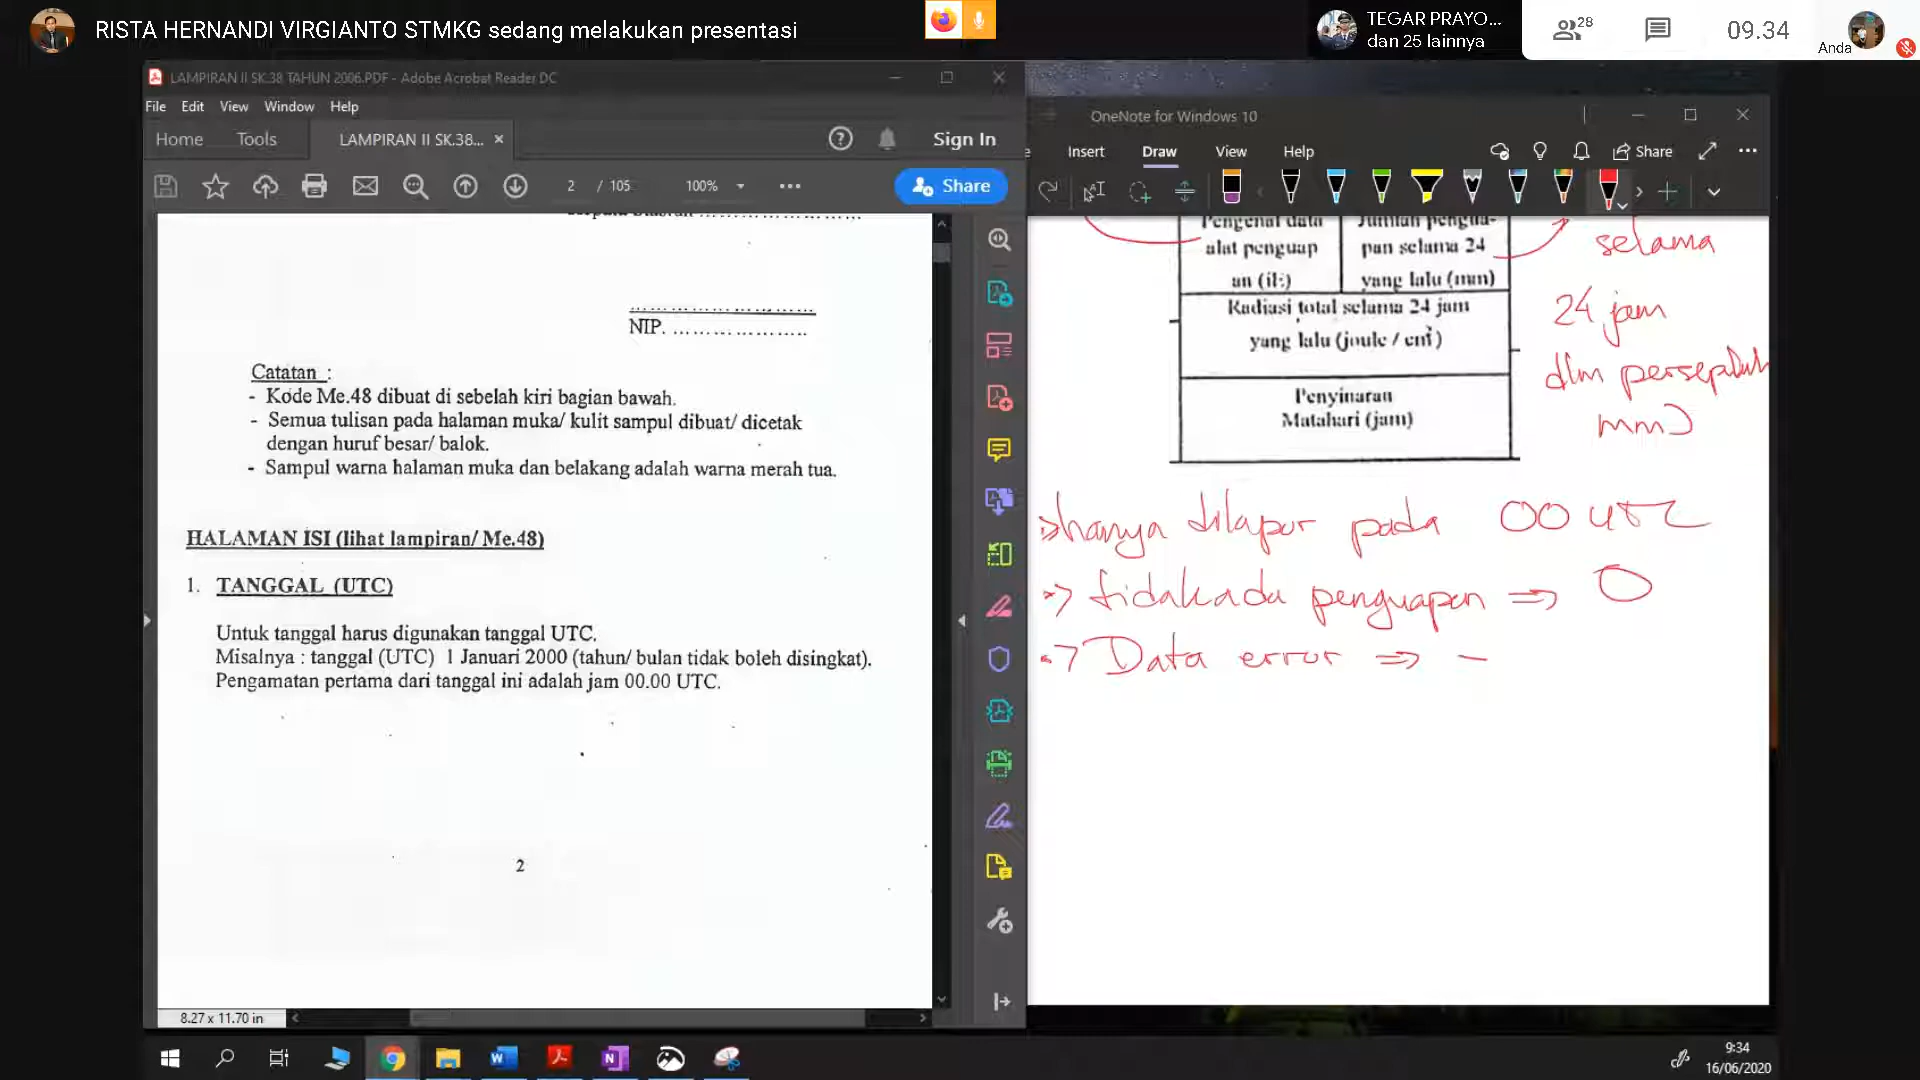 RISTA HERNANDI VIRGIANTO STMKG sedang melakukan presentasi
TEGAR PRAYO...
dan 25 lainnya
28
09.34
Anda
LAMPIRAN II SK.38 TAHUN 2006.PDF - Adobe Acrobat Reader DC
File Edit View Window Help
Home Tools LAMPIRAN II SK.38... × Sign In
2 / 105 100% Share
NIP. ......................
Catatan :
- Kode Me.48 dibuat di sebelah kiri bagian bawah.
- Semua tulisan pada halaman muka/ kulit sampul dibuat/ dicetak
dengan huruf besar/ balok.
- Sampul warna halaman muka dan belakang adalah warna merah tua.
HALAMAN ISI (lihat lampiran/ Me.48)
1. TANGGAL (UTC)
Untuk tanggal harus digunakan tanggal UTC.
Misalnya : tanggal (UTC) 1 Januari 2000 (tahun/ bulan tidak boleh disingkat).
Pengamatan pertama dari tanggal ini adalah jam 00.00 UTC.
2
8.27 x 11.70 in
OneNote for Windows 10
Insert Draw View Help Share
Pengenal data
alat penguap
an (iE)
Jumlah pengua-
pan selama 24
yang lalu (mm)
Radiasi total selama 24 jam
yang lalu (joule / cm²)
Penyinaran
Matahari (jam)
selama
24 jam
dlm persepuluh
mm)
hanya dilapor pada 00 UTC
-> tidak ada penguapan => 0
-> Data error => -
9:34
16/06/2020